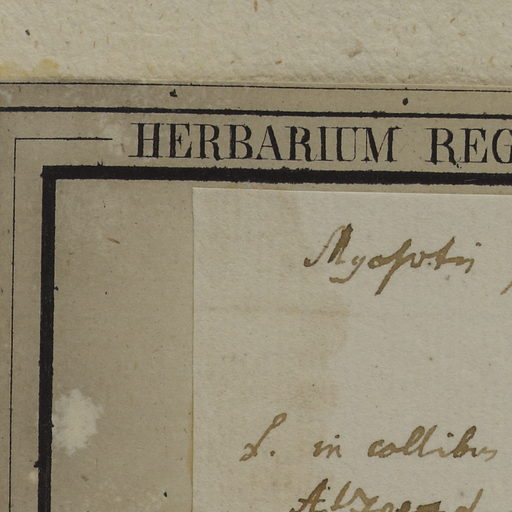 HERBARIUM REG
Myosotis
L. in collibus